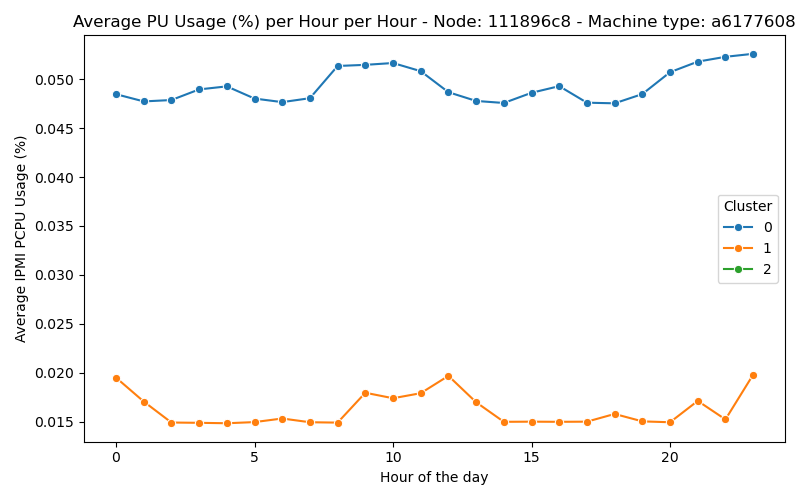 Average PU Usage (%) per Hour per Hour - Node: 111896c8 - Machine type: a6177608
Average IPMI PCPU Usage (%)
0.050
0.045
0.040
0.035
0.030
0.025
0.020
0.015
Cluster
0
1
2
0 5 10 15 20
Hour of the day